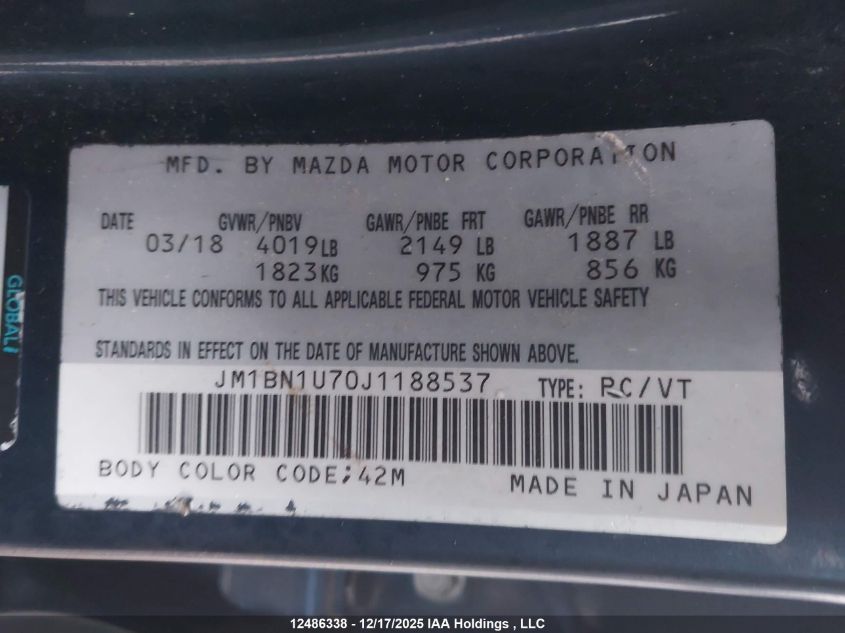 MFD. BY MAZDA MOTOR CORPORATION
DATE GVWR/PNBV GAWR/PNBE FRT GAWR/PNBE RR
03/18 4019LB 2149 LB 1887 LB
1823KG 975 KG 856 KG
THIS VEHICLE CONFORMS TO ALL APPLICABLE FEDERAL MOTOR VEHICLE SAFETY
STANDARDS IN EFFECT ON THE DATE OF MANUFACTURE SHOWN ABOVE.
JM1BN1U70J1188537 TYPE: PC/VT
BODY COLOR CODE;42M
MADE IN JAPAN
GLOBALI
12486338 - 12/17/2025 IAA Holdings , LLC